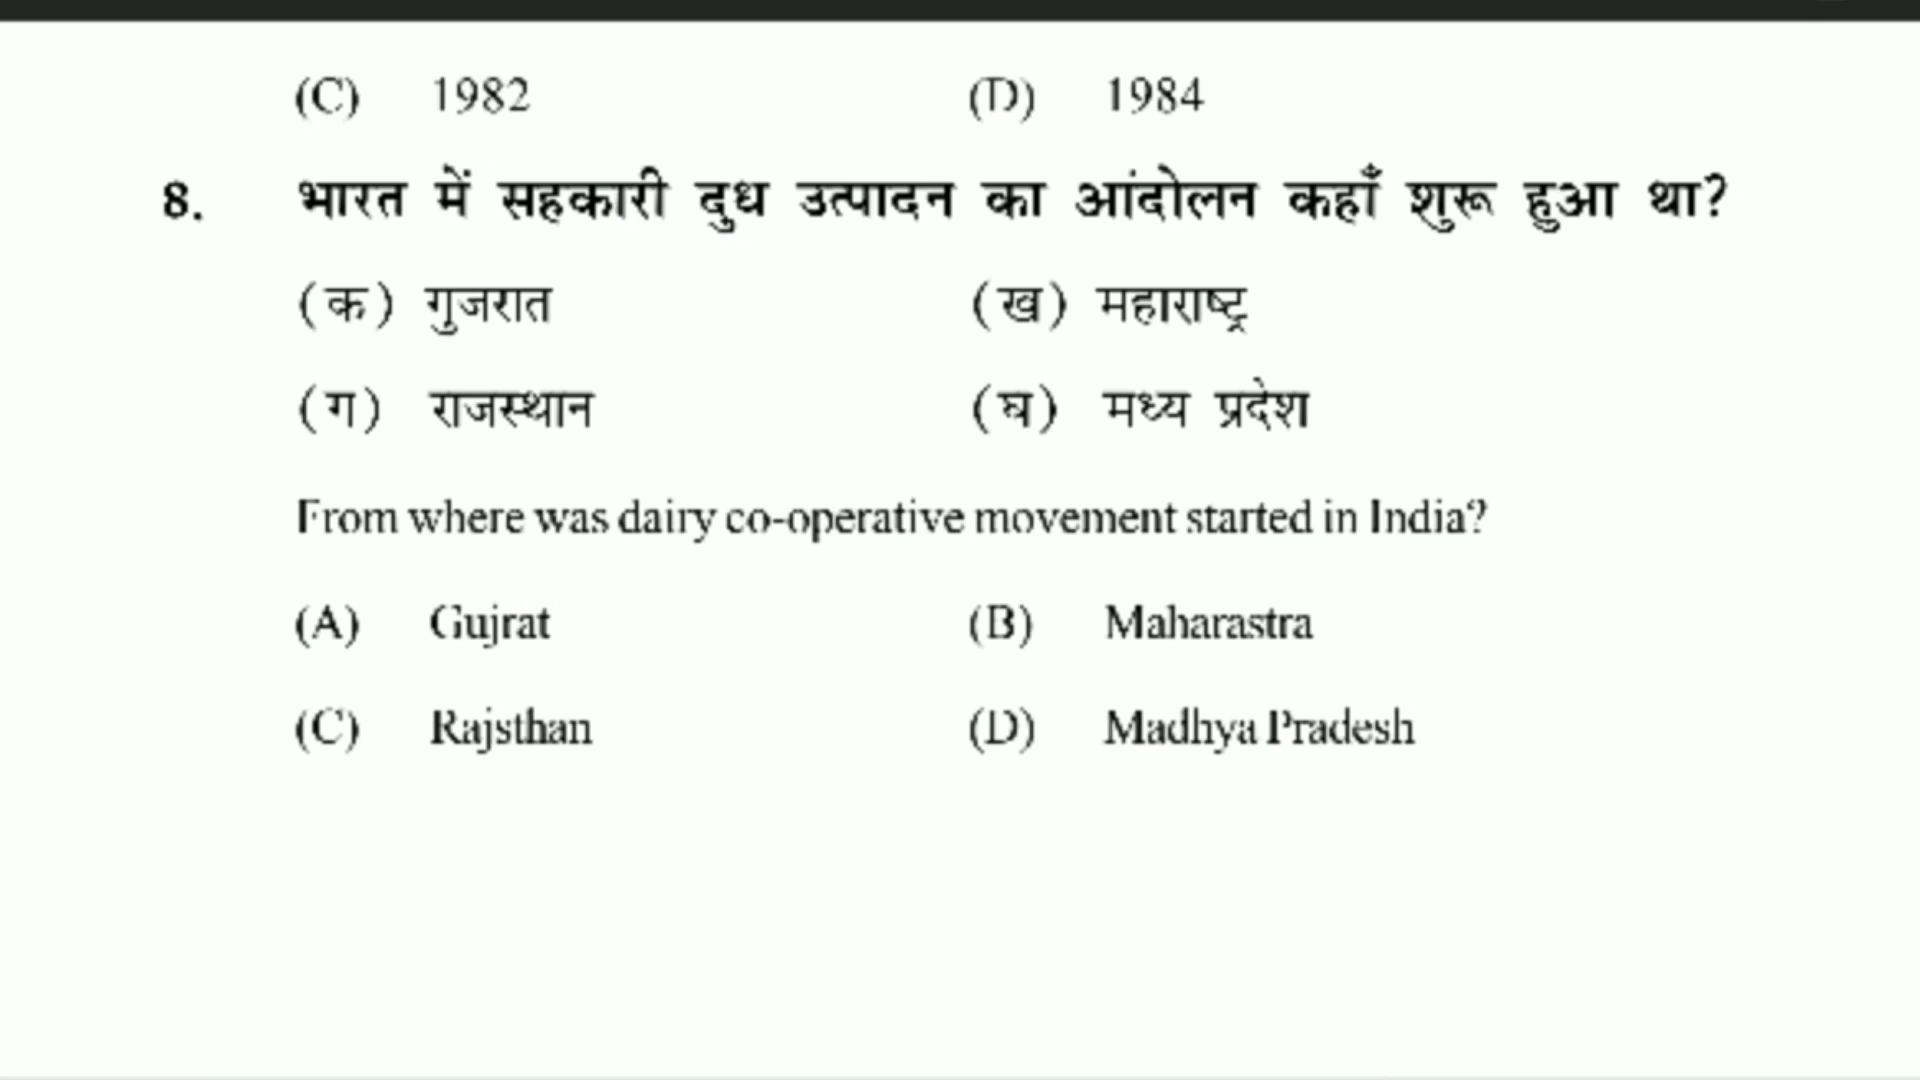 (C) 1982 (D) 1984
8. भारत में सहकारी दुध उत्पादन का आंदोलन कहाँ शुरू हुआ था?
(क) गुजरात (ख) महाराष्ट्र
(ग) राजस्थान (घ) मध्य प्रदेश
From where was dairy co-operative movement started in India?
(A) Gujrat (B) Maharastra
(C) Rajsthan (D) Madhya Pradesh